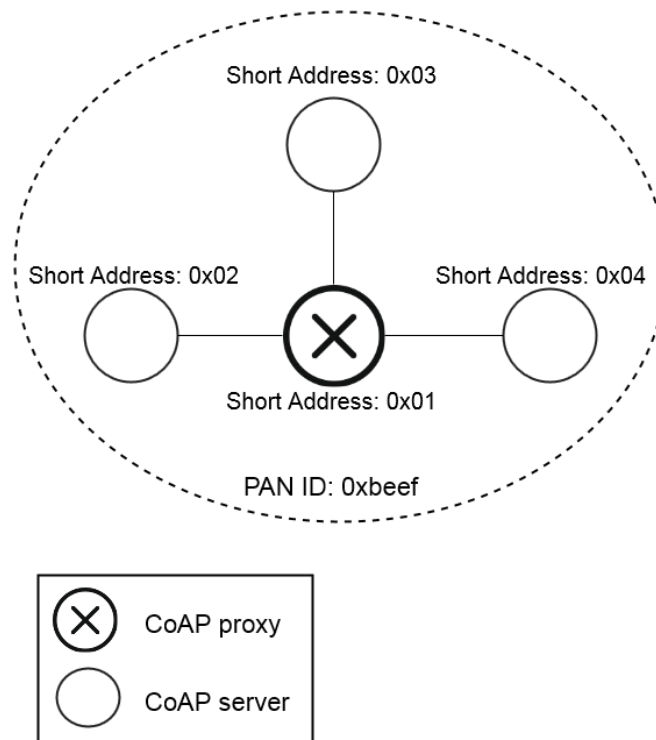 Short Address: 0x03
Short Address: 0x02
Short Address: 0x04
Short Address: 0x01
PAN ID: 0xbeef
CoAP proxy
CoAP server